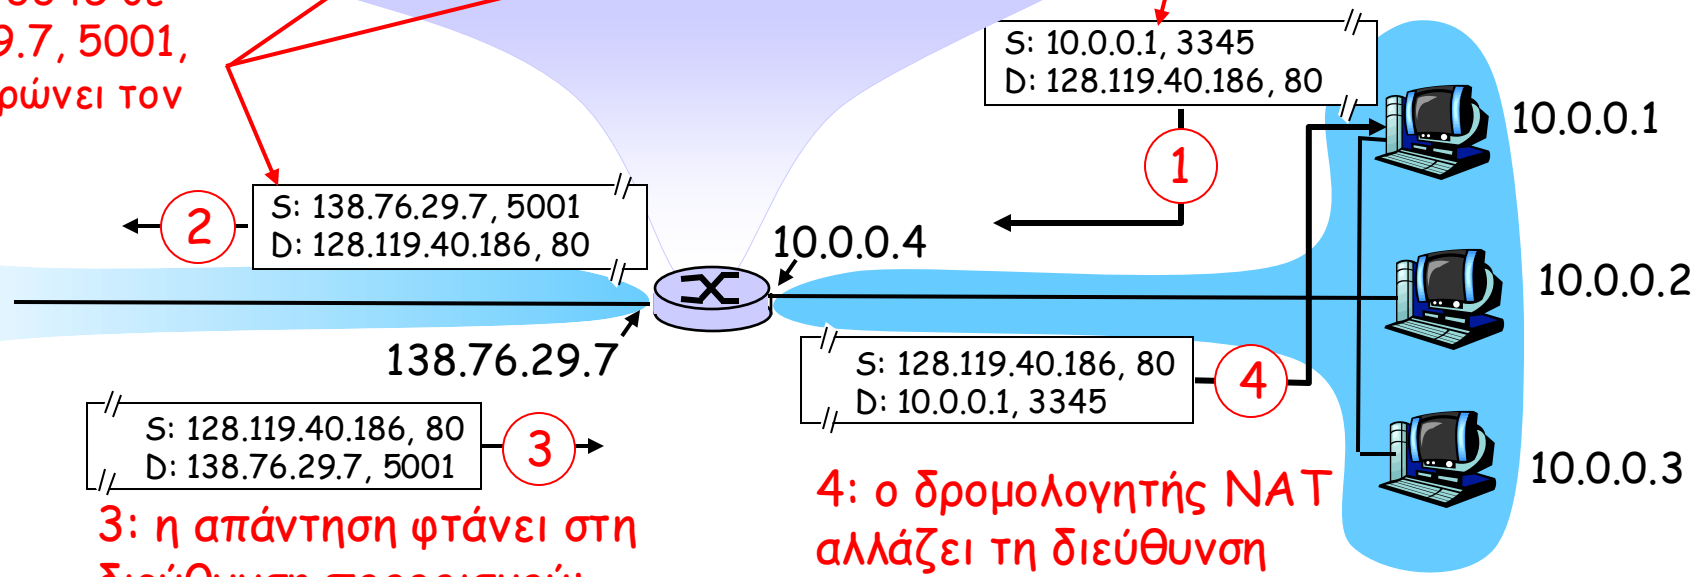 9.7, 5001,
ρώνει τον
S: 10.0.0.1, 3345
D: 128.119.40.186, 80
1
10.0.0.1
2
S: 138.76.29.7, 5001
D: 128.119.40.186, 80
10.0.0.4
10.0.0.2
138.76.29.7
S: 128.119.40.186, 80
D: 10.0.0.1, 3345
4
S: 128.119.40.186, 80
D: 138.76.29.7, 5001
3
10.0.0.3
3: η απάντηση φτάνει στη
4: ο δρομολογητής NAT
αλλάζει τη διεύθυνση